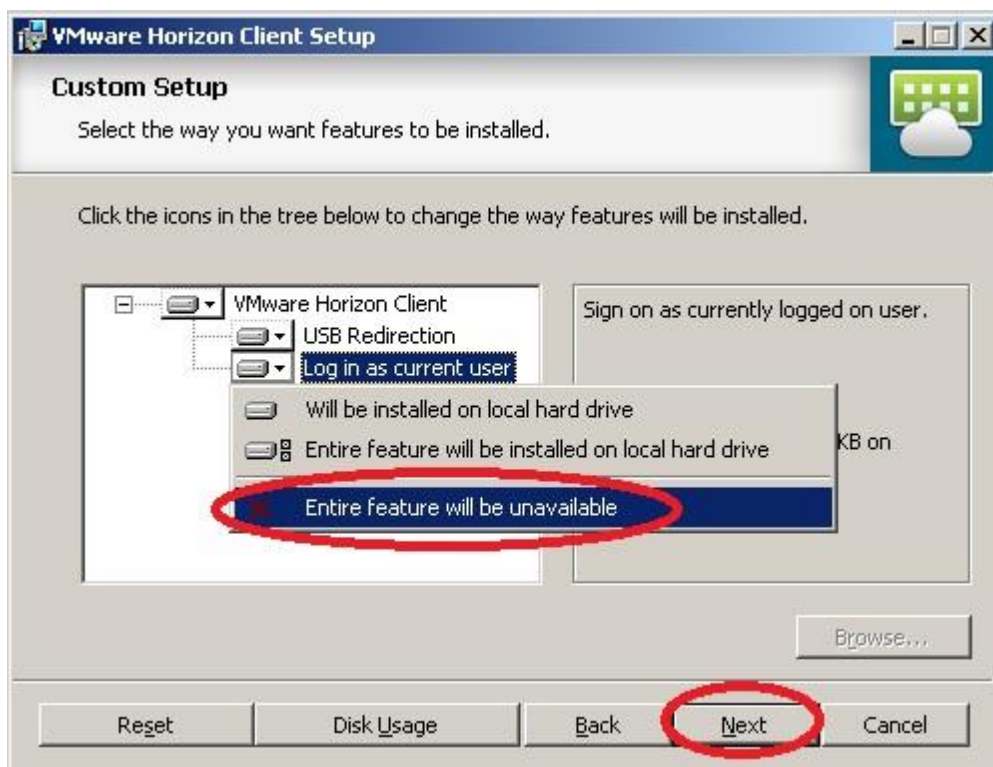 VMware Horizon Client Setup
Custom Setup
Select the way you want features to be installed.
Click the icons in the tree below to change the way features will be installed.
VMware Horizon Client
USB Redirection
Log in as current user
Sign on as currently logged on user.
Will be installed on local hard drive
Entire feature will be installed on local hard drive
KB on
Entire feature will be unavailable
Browse...
Reset
Disk Usage
Back
Next
Cancel